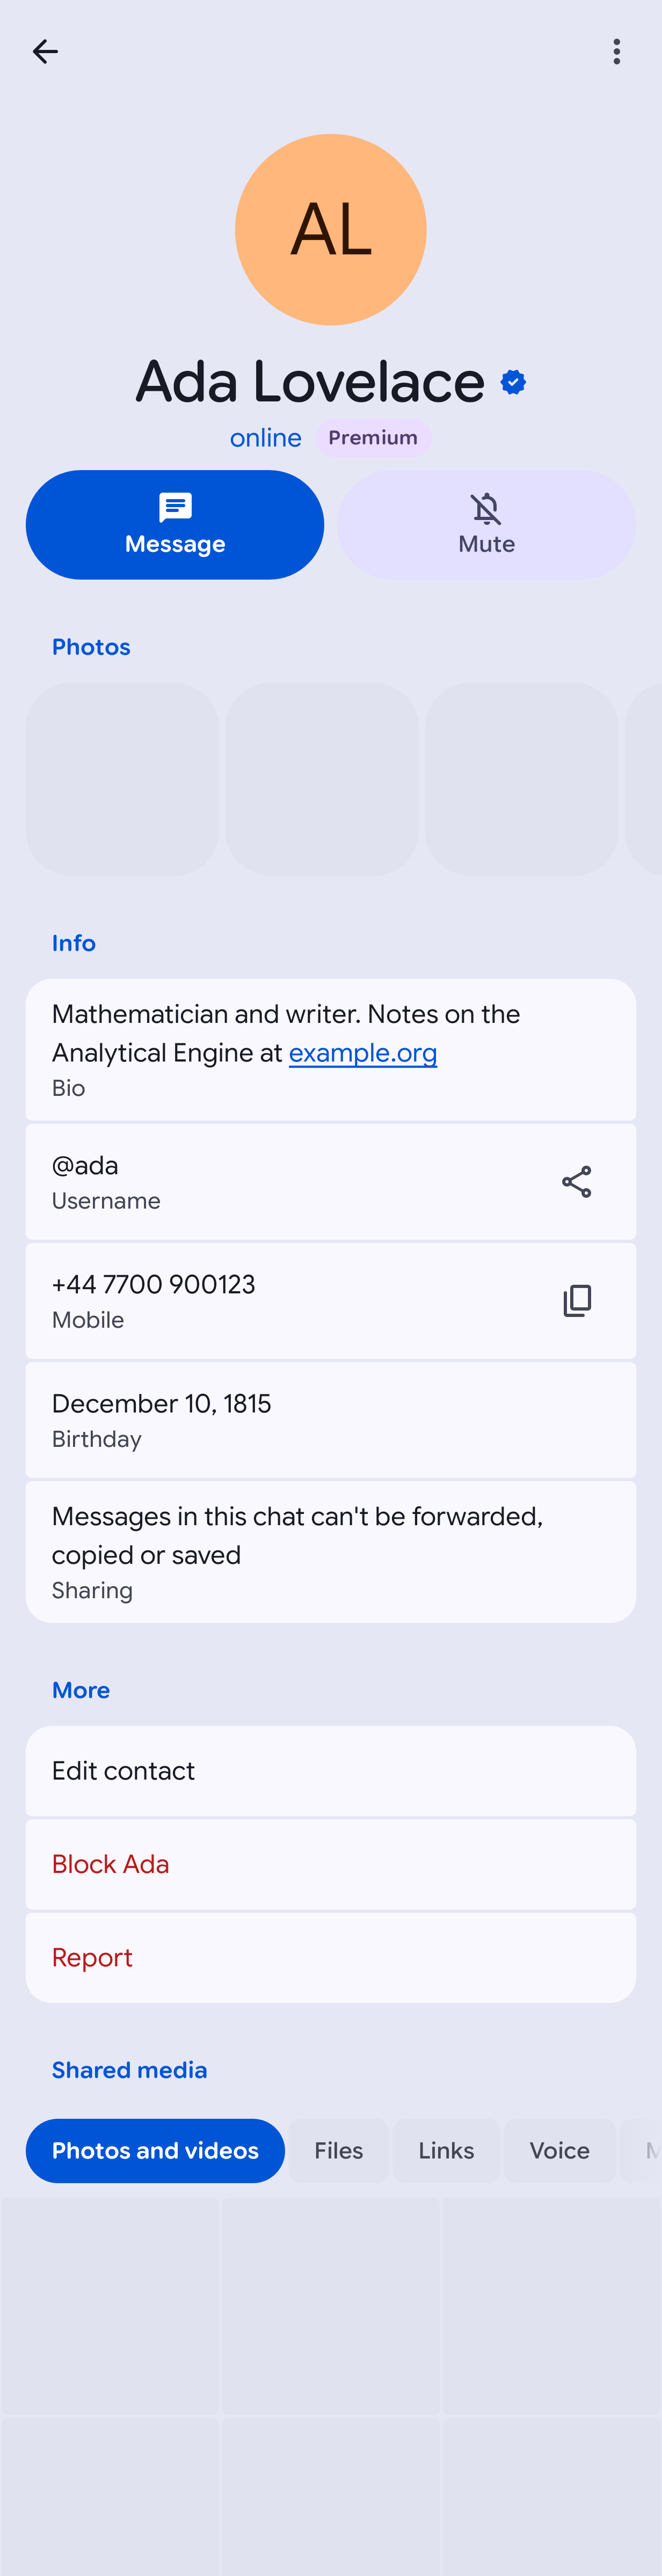 AL
Ada Lovelace
online Premium
Message Mute
Photos
Info
Mathematician and writer. Notes on the
Analytical Engine at example.org
Bio
@ada
Username
+44 7700 900123
Mobile
December 10, 1815
Birthday
Messages in this chat can't be forwarded,
copied or saved
Sharing
More
Edit contact
Block Ada
Report
Shared media
Photos and videos Files Links Voice